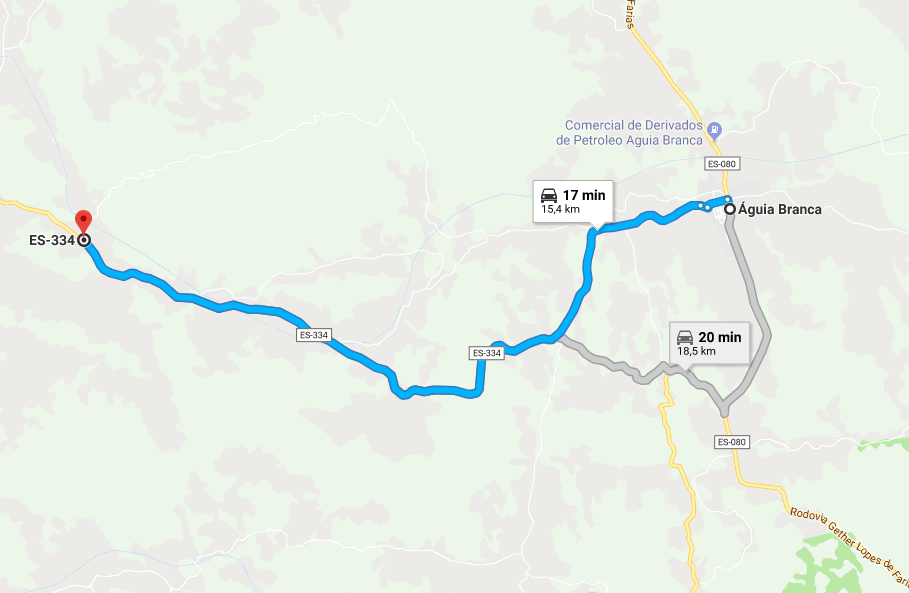 Farias
Comercial de Derivados
de Petroleo Aguia Branca
ES-080
17 min
15,4 km
Águia Branca
ES-334
ES-334
20 min
18,5 km
ES-334
ES-080
Rodovia Gether Lopes de Farias